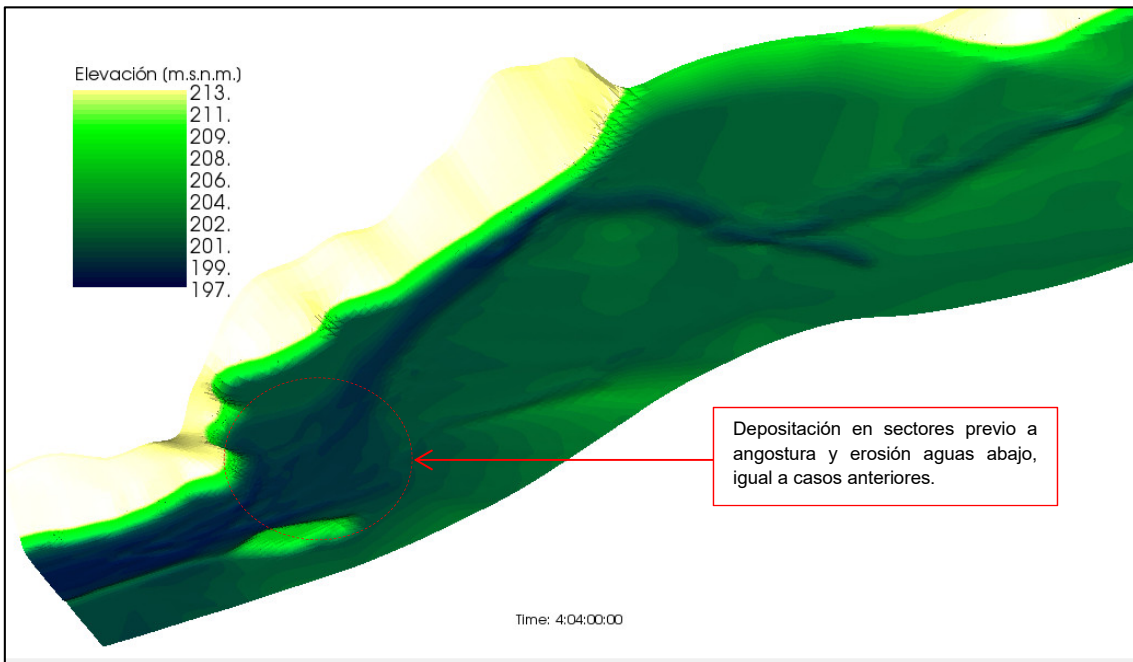 Elevación (m.s.n.m.)
213.
211.
209.
208.
206.
204.
202.
201.
199.
197.
Depositación en sectores previo a
angostura y erosión aguas abajo,
igual a casos anteriores.
Time: 4:04:00:00